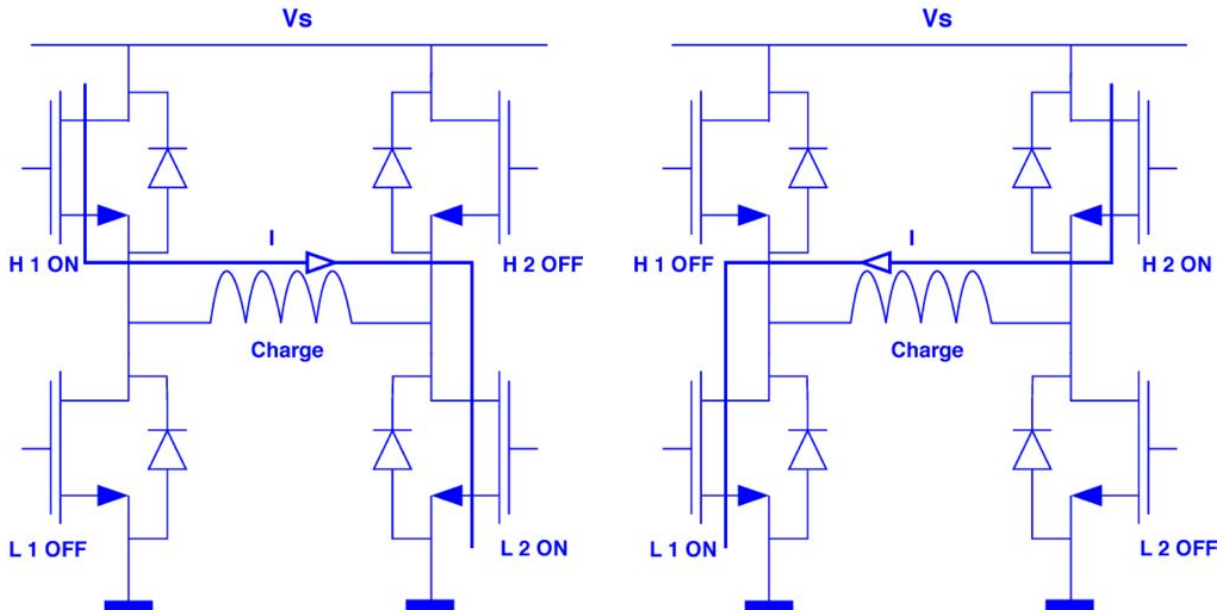 Vs
I
H 1 ON
H 2 OFF
Charge
L 1 OFF
L 2 ON
Vs
I
H 1 OFF
H 2 ON
Charge
L 1 ON
L 2 OFF